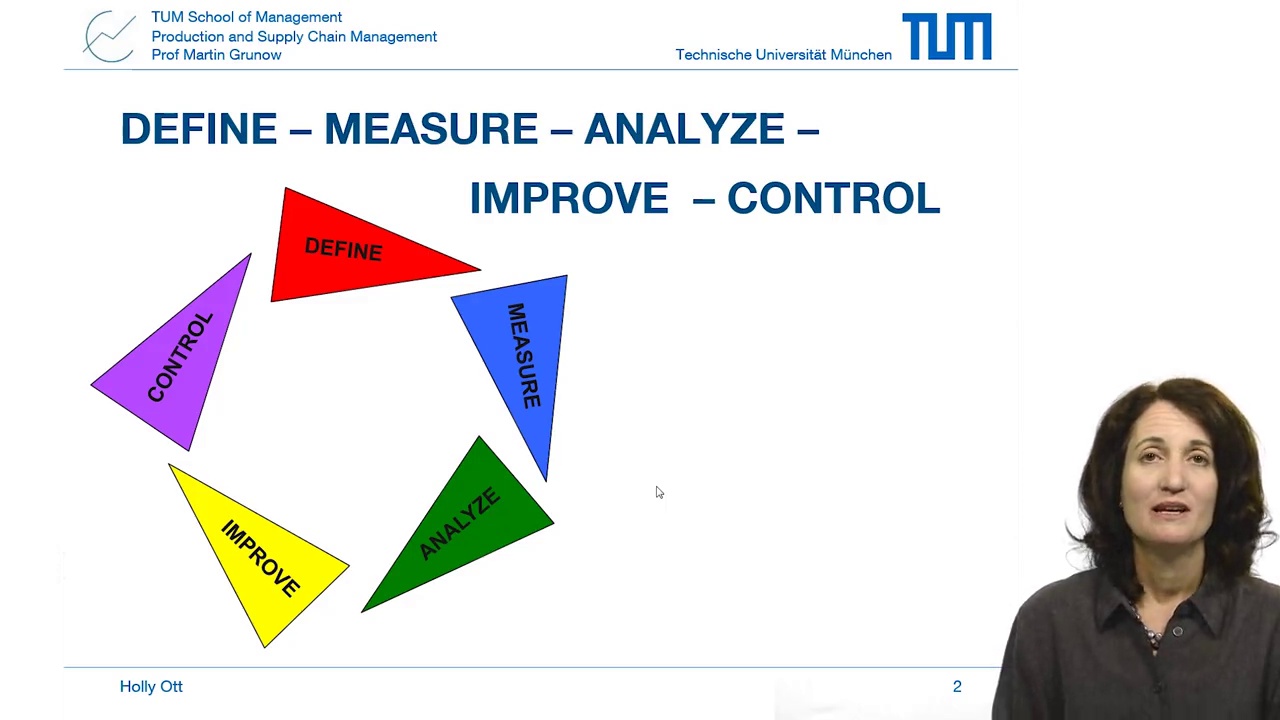 TUM School of Management
Production and Supply Chain Management
Prof Martin Grunow
Technische Universität München
TUM
DEFINE – MEASURE – ANALYZE –
IMPROVE – CONTROL
DEFINE
MEASURE
ANALYZE
IMPROVE
CONTROL
Holly Ott
2